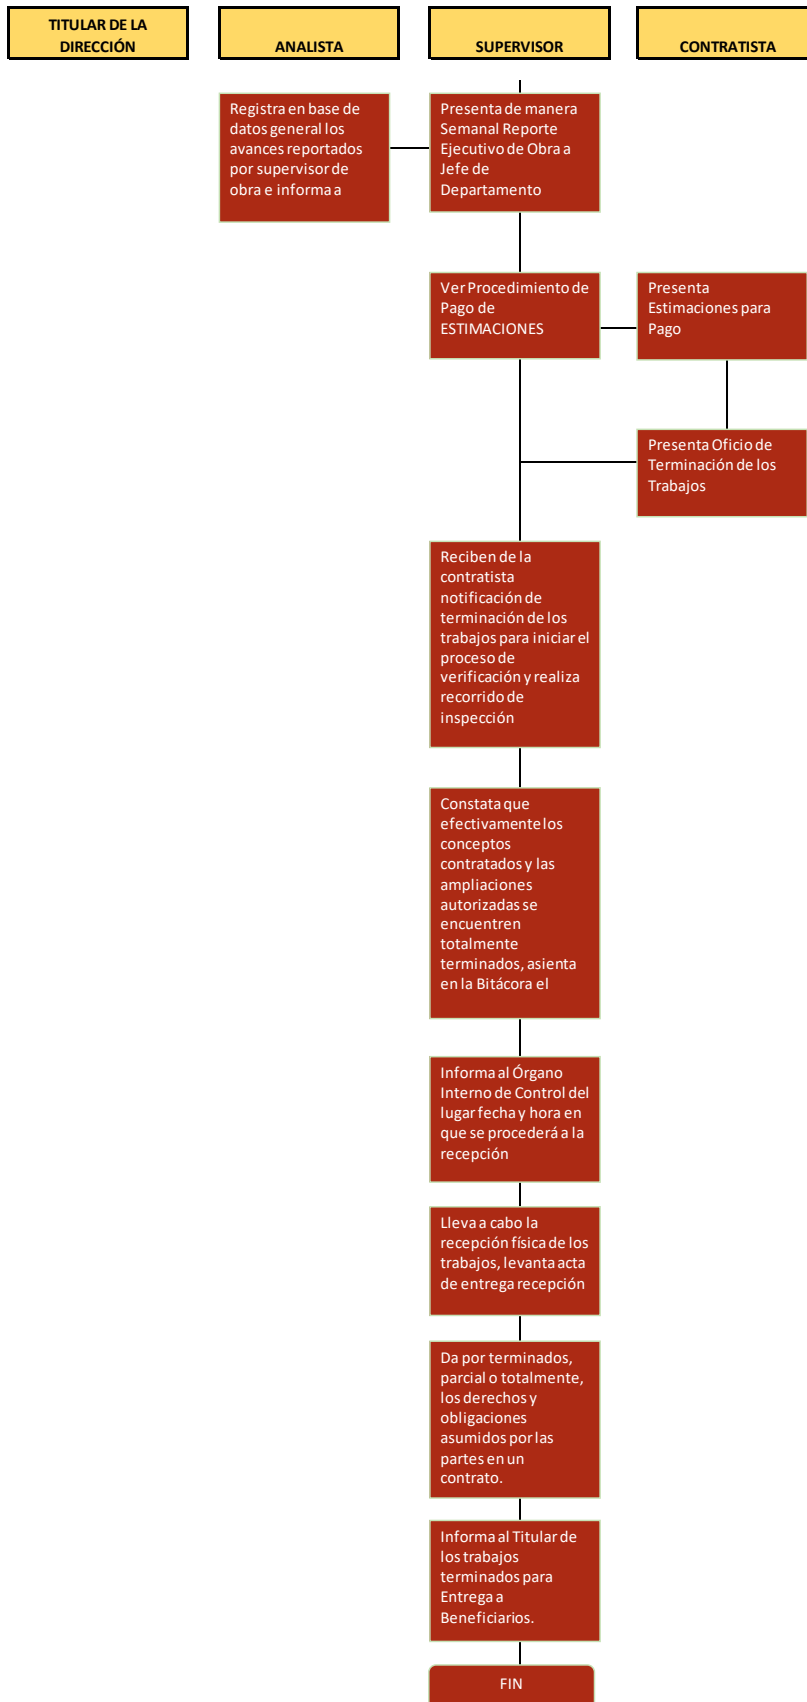 TITULAR DE LA
DIRECCIÓN
ANALISTA
SUPERVISOR
CONTRATISTA
Registra en base de
datos general los
avances reportados
por supervisor de
obra e informa a
Presenta de manera
Semanal Reporte
Ejecutivo de Obra a
Jefe de
Departamento
Ver Procedimiento de
Pago de
ESTIMACIONES
Presenta
Estimaciones para
Pago
Presenta Oficio de
Terminación de los
Trabajos
Reciben de la
contratista
notificación de
terminación de los
trabajos para iniciar el
proceso de
verificación y realiza
recorrido de
inspección
Constata que
efectivamente los
conceptos
contratados y las
ampliaciones
autorizadas se
encuentren
totalmente
terminados, asienta
en la Bitácora el
Informa al Órgano
Interno de Control del
lugar fecha y hora en
que se procederá a la
recepción
Lleva a cabo la
recepción física de los
trabajos, levanta acta
de entrega recepción
Da por terminados,
parcial o totalmente,
los derechos y
obligaciones
asumidos por las
partes en un
contrato.
Informa al Titular de
los trabajos
terminados para
Entrega a
Beneficiarios.
FIN